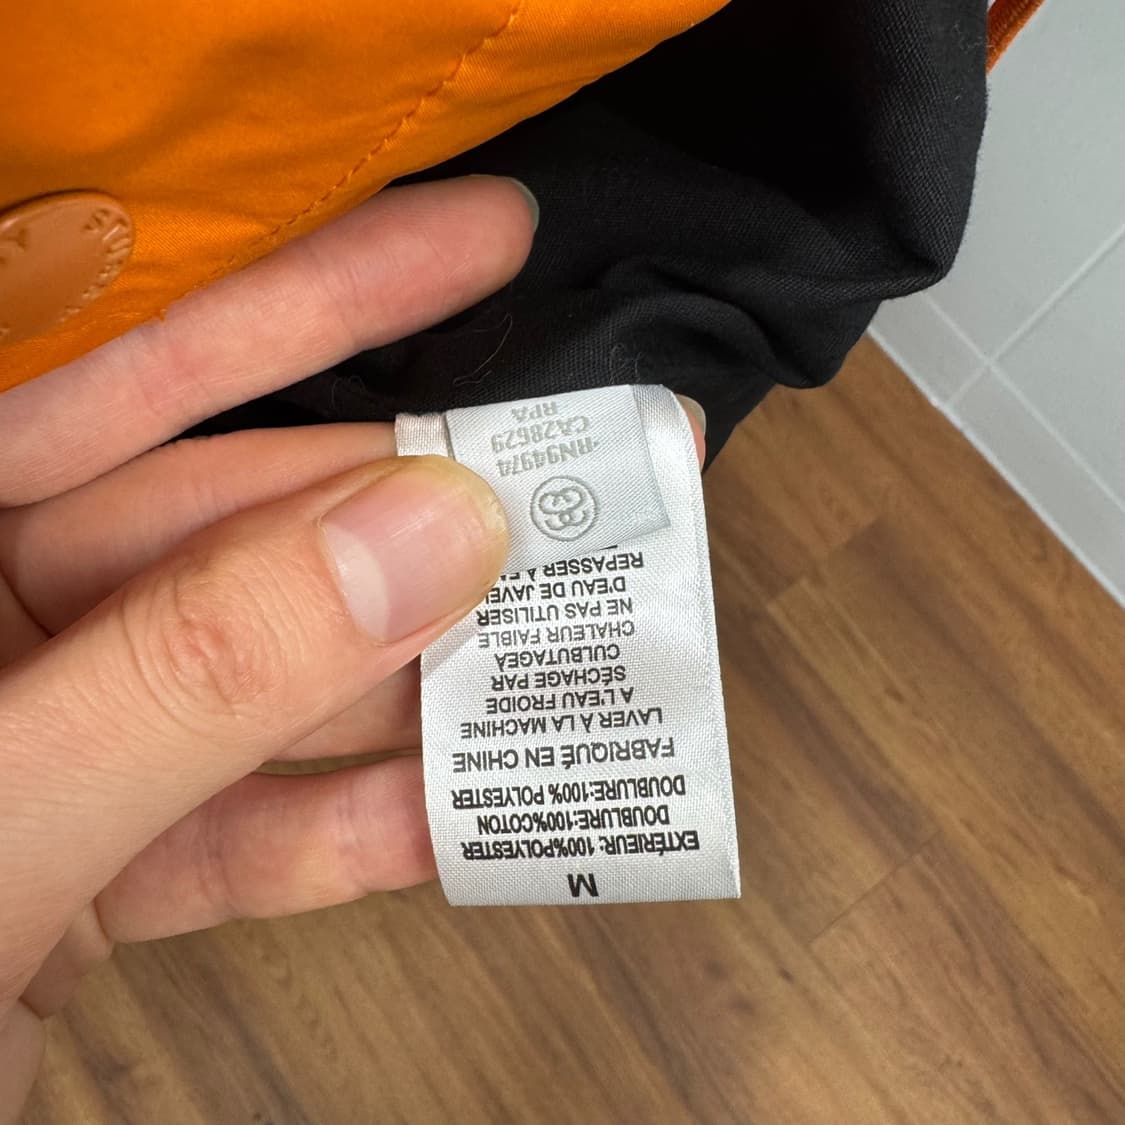 M
EXTÉRIEUR: 100%POLYESTER
DOUBLURE:100%COTON
DOUBLURE:100% POLYESTER
FABRIQUÉ EN CHINE
LAVER À LA MACHINE
A L'EAU FROIDE
SÉCHAGE PAR
CULBUTAGEA
CHALEUR FAIBLE
NE PAS UTILISER
D'EAU DE JAVEL
REPASSER À
RN94974
CA28629
RPA